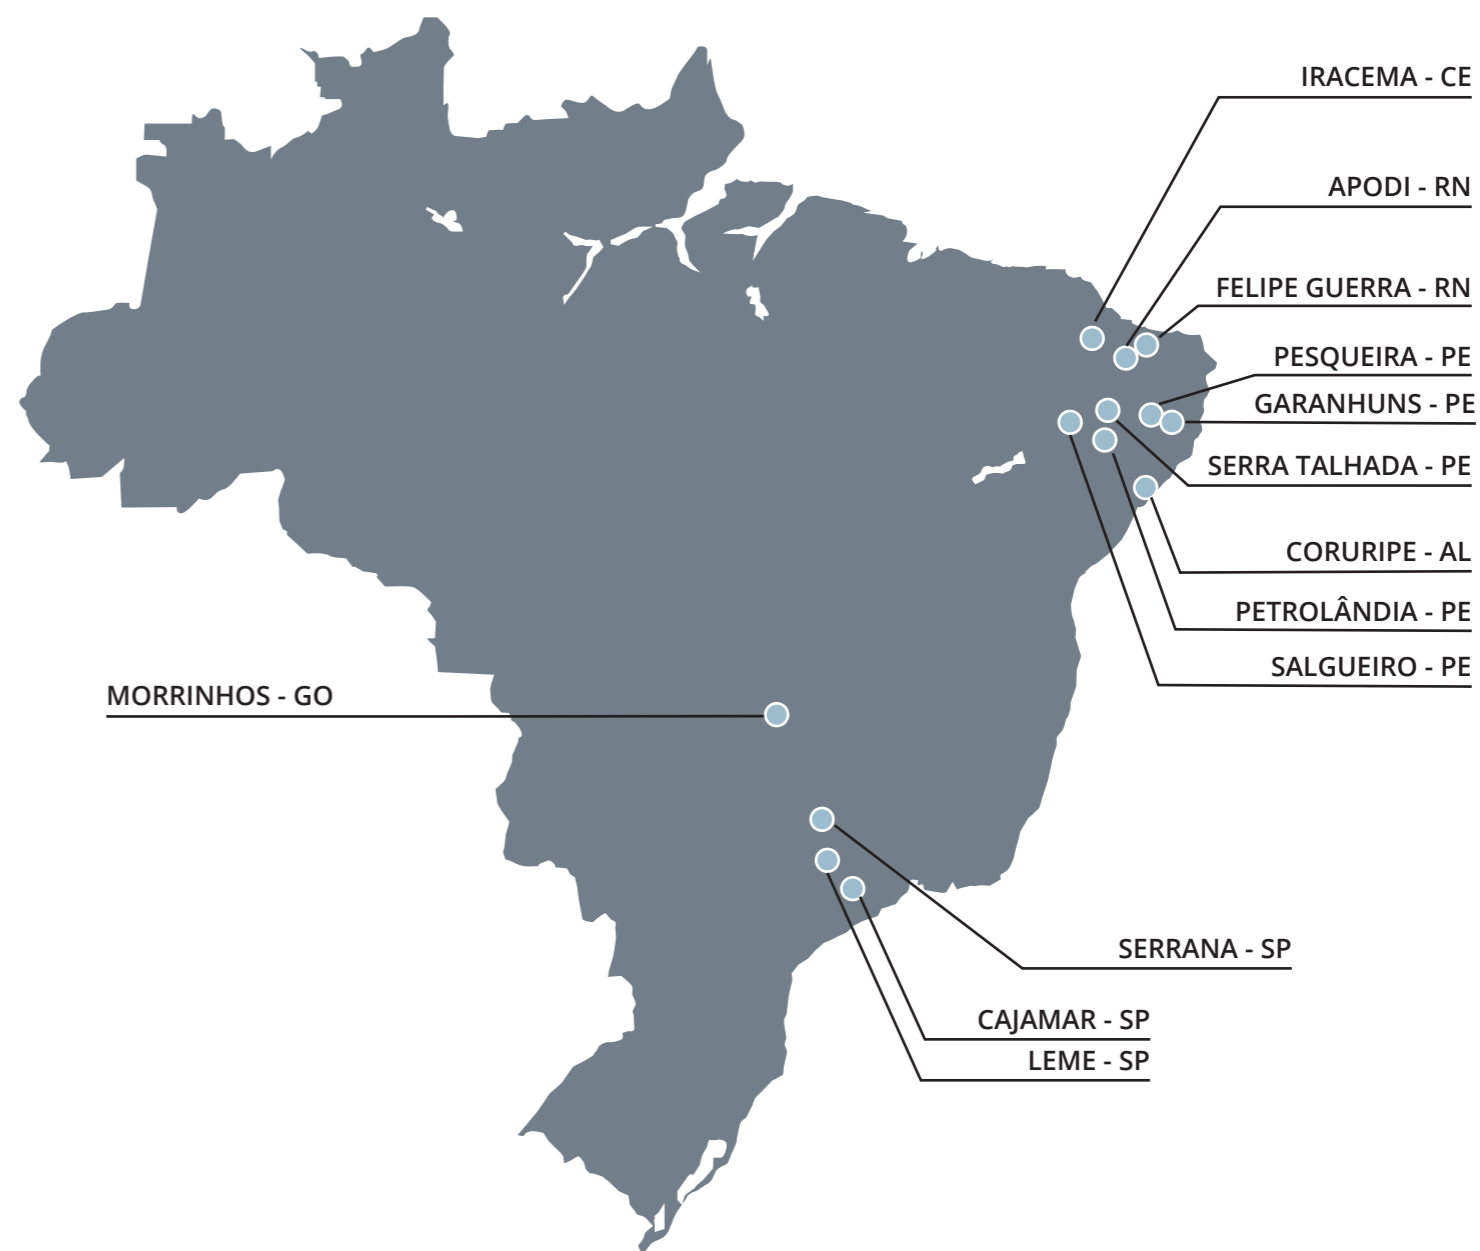 IRACEMA - CE
APODI - RN
FELIPE GUERRA - RN
PESQUEIRA - PE
GARANHUNS - PE
SERRA TALHADA - PE
CORURIPE - AL
PETROLÂNDIA - PE
SALGUEIRO - PE
MORRINHOS - GO
SERRANA - SP
CAJAMAR - SP
LEME - SP